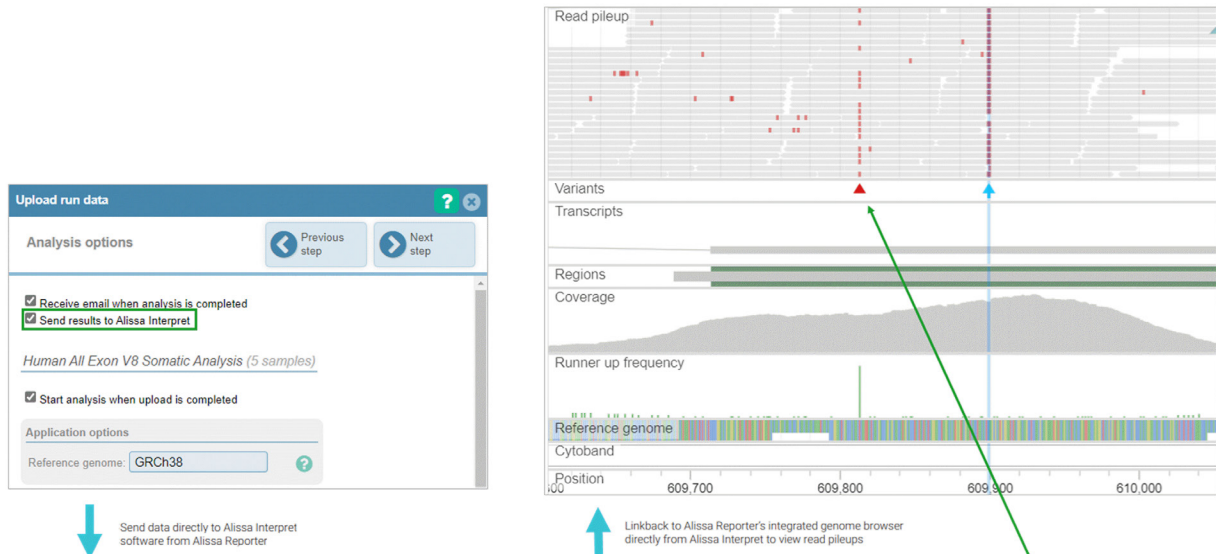 Upload run data
?
Analysis options
Previous
step
Next
step
Receive email when analysis is completed
Send results to Alissa Interpret
Human All Exon V8 Somatic Analysis (5 samples)
Start analysis when upload is completed
Application options
Reference genome: GRCh38
?
Send data directly to Alissa Interpret
software from Alissa Reporter
Read pileup
Variants
Transcripts
Regions
Coverage
Runner up frequency
Reference genome
Cytoband
Position
609,700 609,800 609,900 610,000
Linkback to Alissa Reporter's integrated genome browser
directly from Alissa Interpret to view read pileups